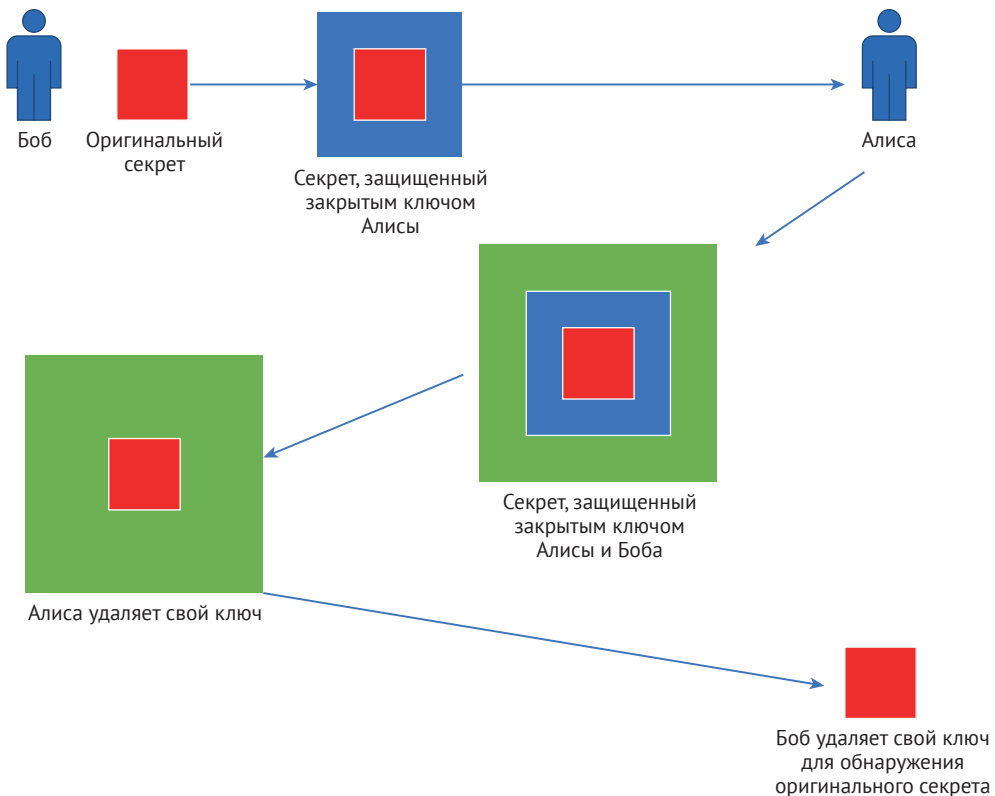 Боб
Оригинальный
секрет
Секрет, защищенный
закрытым ключом
Алисы
Алиса
Секрет, защищенный
закрытым ключом
Алисы и Боба
Алиса удаляет свой ключ
Боб удаляет свой ключ
для обнаружения
оригинального секрета